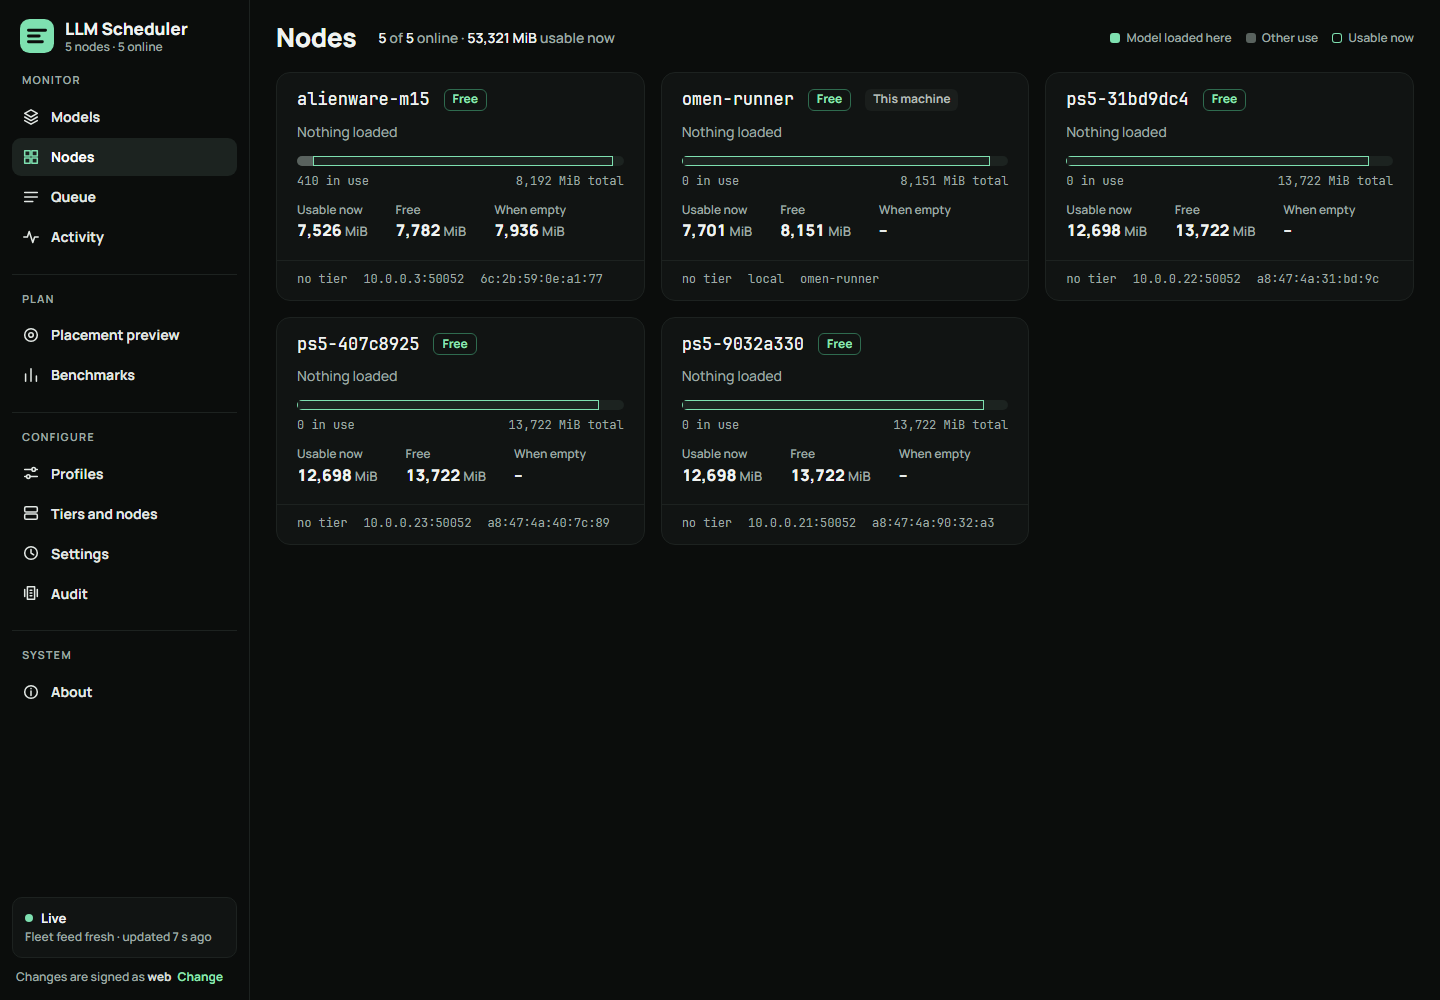 LLM Scheduler
5 nodes · 5 online
MONITOR
Models
Nodes
Queue
Activity
PLAN
Placement preview
Benchmarks
CONFIGURE
Profiles
Tiers and nodes
Settings
Audit
SYSTEM
About
Live
Fleet feed fresh · updated 7 s ago
Changes are signed as web Change
Nodes 5 of 5 online · 53,321 MiB usable now
Model loaded here Other use Usable now
alienware-m15 Free
Nothing loaded
410 in use 8,192 MiB total
Usable now Free When empty
7,526 MiB 7,782 MiB 7,936 MiB
no tier 10.0.0.3:50052 6c:2b:59:0e:a1:77
omen-runner Free This machine
Nothing loaded
0 in use 8,151 MiB total
Usable now Free When empty
7,701 MiB 8,151 MiB –
no tier local omen-runner
ps5-31bd9dc4 Free
Nothing loaded
0 in use 13,722 MiB total
Usable now Free When empty
12,698 MiB 13,722 MiB –
no tier 10.0.0.22:50052 a8:47:4a:31:bd:9c
ps5-407c8925 Free
Nothing loaded
0 in use 13,722 MiB total
Usable now Free When empty
12,698 MiB 13,722 MiB –
no tier 10.0.0.23:50052 a8:47:4a:40:7c:89
ps5-9032a330 Free
Nothing loaded
0 in use 13,722 MiB total
Usable now Free When empty
12,698 MiB 13,722 MiB –
no tier 10.0.0.21:50052 a8:47:4a:90:32:a3